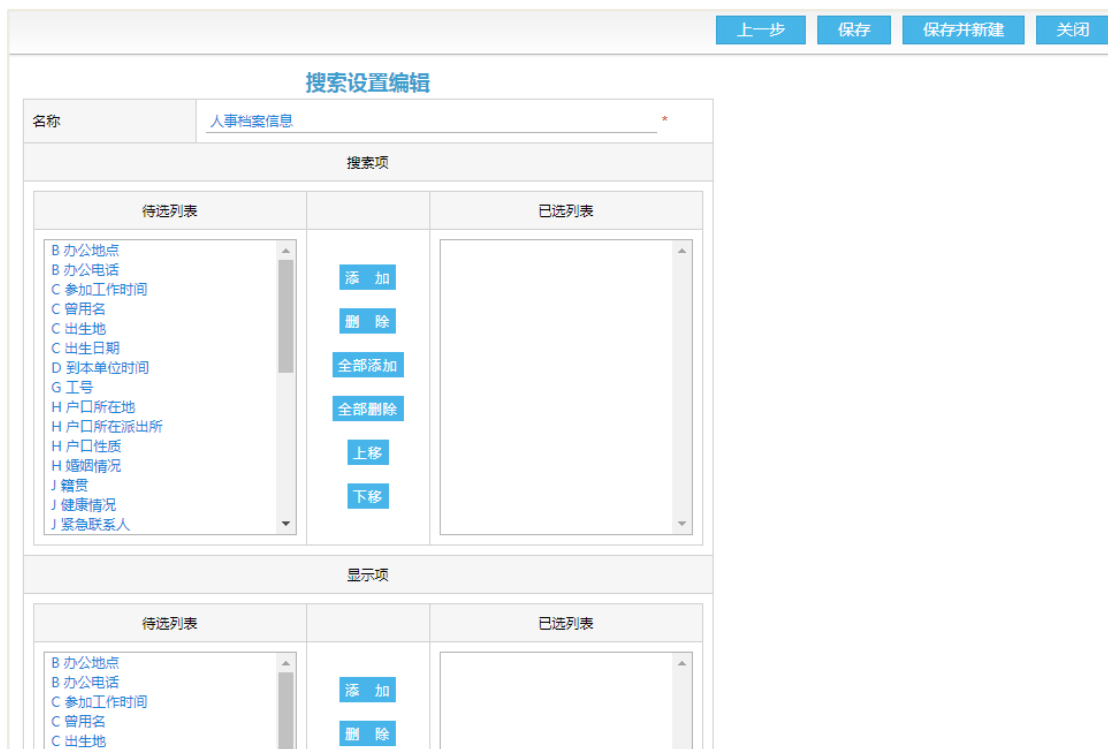 上一步 保存 保存并新建 关闭
搜索设置编辑
名称 人事档案信息 *
搜索项
待选列表 已选列表
B 办公地点
B 办公电话
C 参加工作时间
C 曾用名
C 出生地
C 出生日期
D 到本单位时间
G 工号
H 户口所在地
H 户口所在派出所
H 户口性质
H 婚姻情况
J 籍贯
J 健康情况
J 紧急联系人
添 加
删 除
全部添加
全部删除
上移
下移
显示项
待选列表 已选列表
B 办公地点
B 办公电话
C 参加工作时间
C 曾用名
C 出生地
添 加
删 除